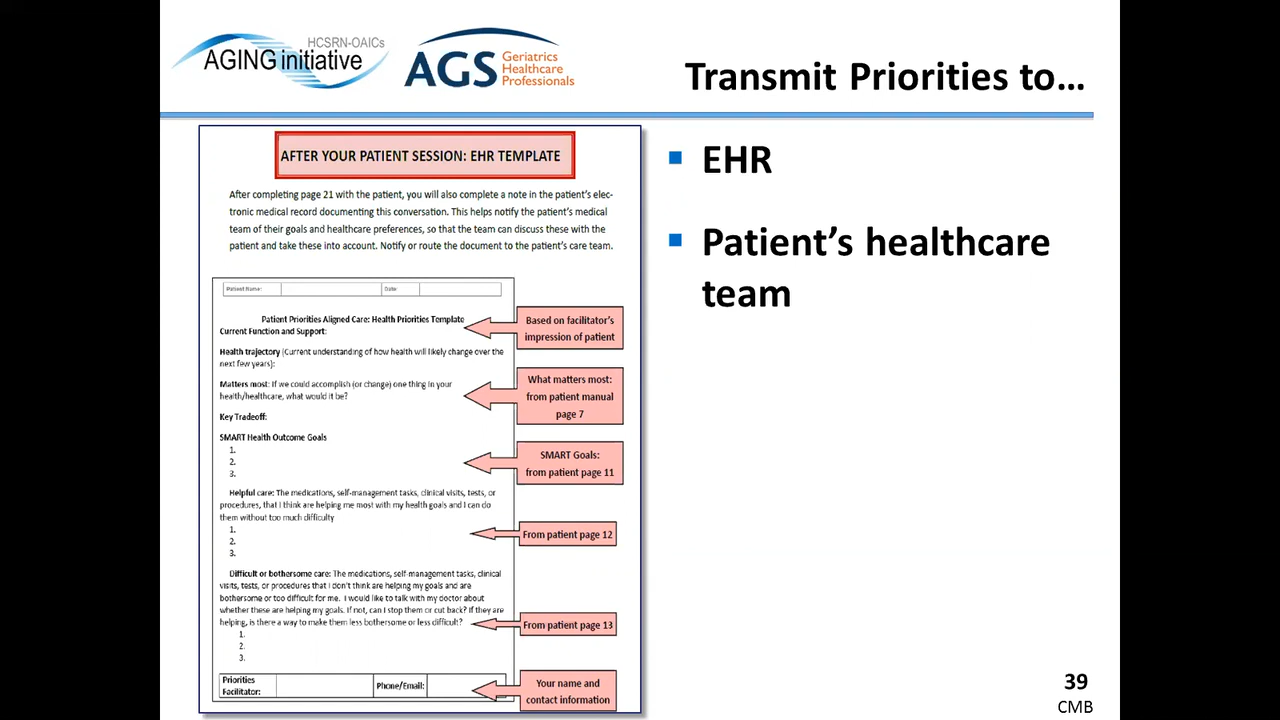 HCSRN-OAICs
AGING initiative
AGS
Geriatrics
Healthcare
Professionals
Transmit Priorities to…
AFTER YOUR PATIENT SESSION: EHR TEMPLATE
After completing page 21 with the patient, you will also complete a note in the patient's elec-
tronic medical record documenting this conversation. This helps notify the patient's medical
team of their goals and healthcare preferences, so that the team can discuss these with the
patient and take these into account. Notify or route the document to the patient's care team.
Patient Name:
Date:
Patient Priorities Aligned Care: Health Priorities Template
Current Function and Support:
Health trajectory (Current understanding of how health will likely change over the
next few years):
Matters most: If we could accomplish (or change) one thing in your
health/healthcare, what would it be?
Key Tradeoff:
SMART Health Outcome Goals
1.
2.
3.
Helpful care: The medications, self-management tasks, clinical visits, tests, or
procedures, that I think are helping me most with my health goals and I can do
them without too much difficulty
1.
2.
3.
Difficult or bothersome care: The medications, self-management tasks, clinical
visits, tests, or procedures that I don't think are helping my goals and are
bothersome or too difficult for me. I would like to talk with my doctor about
whether these are helping my goals. If not, can I stop them or cut back? If they are
helping, is there a way to make them less bothersome or less difficult?
1.
2.
3.
Priorities
Facilitator:
Phone/Email:
Based on facilitator's
impression of patient
What matters most:
from patient manual
page 7
SMART Goals:
from patient page 11
From patient page 12
From patient page 13
Your name and
contact information
EHR
Patient's healthcare
team
39
CMB